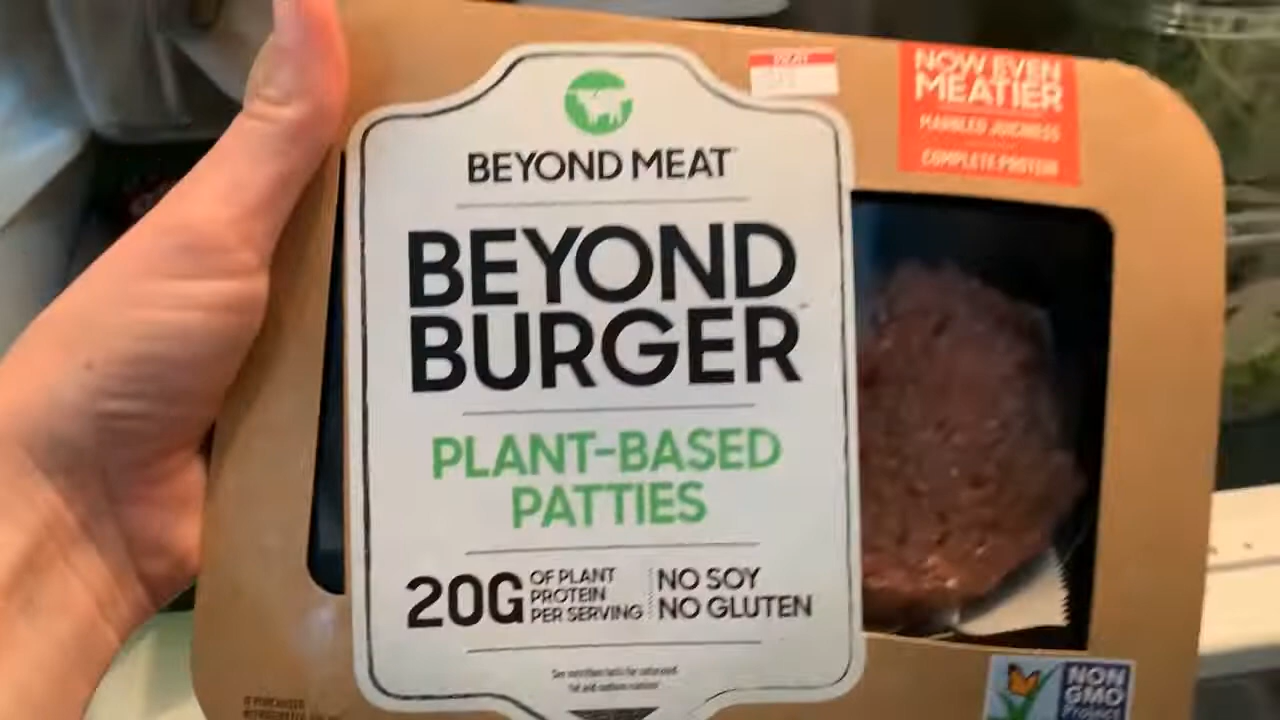 BEYOND MEAT
BEYOND
BURGER
PLANT-BASED
PATTIES
20G OF PLANT
PROTEIN
PER SERVING
NO SOY
NO GLUTEN
NOW EVEN
MEATIER
MARBLED JUICINESS
COMPLETE PROTEIN
NON
GMO
Project